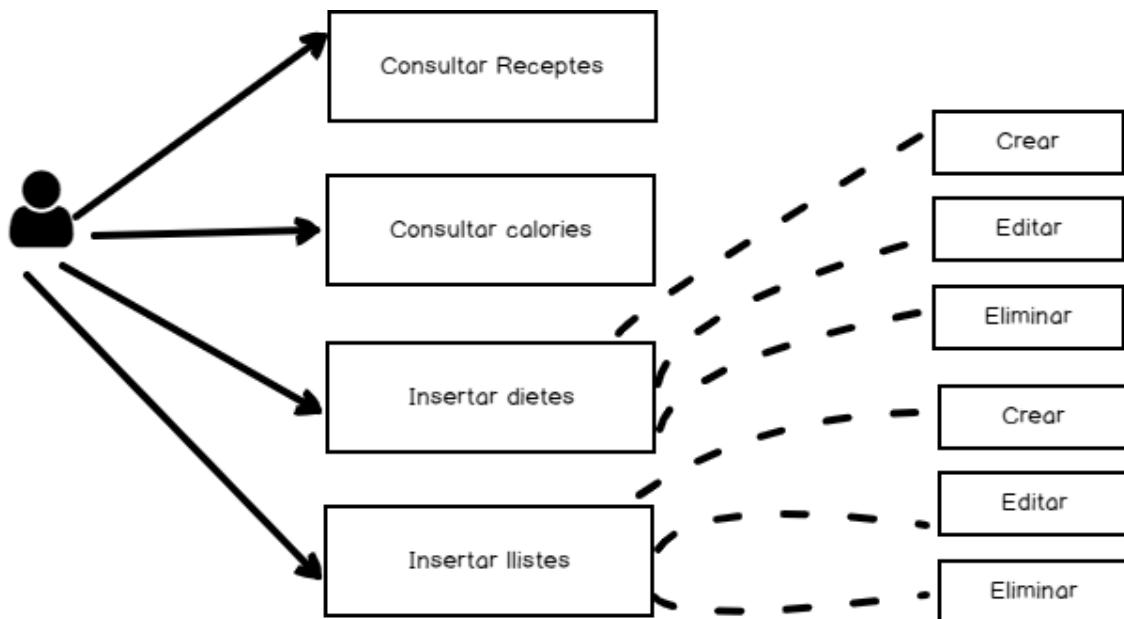 Consultar Receptes
Consultar calories
Insertar dietes
Insertar llistes
Crear
Editar
Eliminar
Crear
Editar
Eliminar